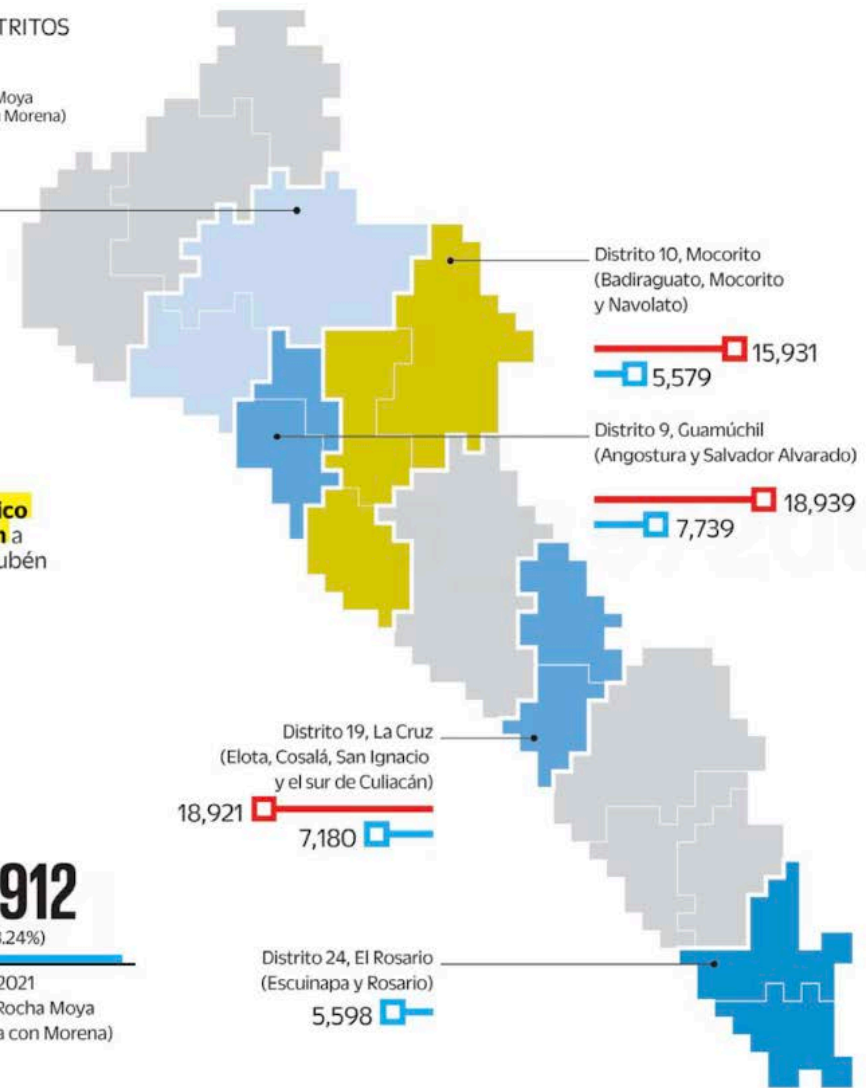 TRITOS
Moya
Morena)
Distrito 10, Mocorito
(Badiraguato, Mocorito
y Navolato)
15,931
5,579
Distrito 9, Guamúchil
(Angostura y Salvador Alvarado)
18,939
7,739
ico
n a
ubén
Distrito 19, La Cruz
(Elota, Cosalá, San Ignacio
y el sur de Culiacán)
18,921
7,180
912
3.24%)
2021
Rocha Moya
a con Morena)
Distrito 24, El Rosario
(Escuinapa y Rosario)
5,598